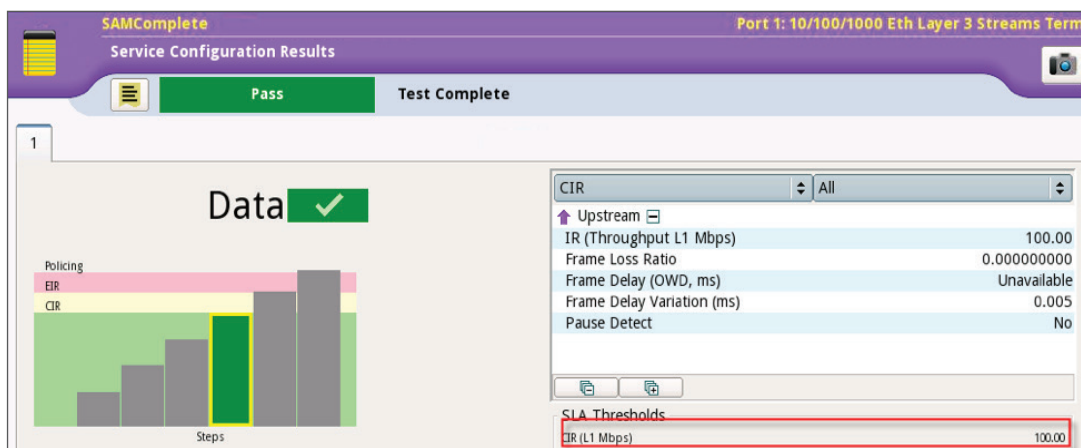 SAMComplete
Port 1: 10/100/1000 Eth Layer 3 Streams Term
Service Configuration Results
Pass
Test Complete
1
Data
CIR
All
Upstream
IR (Throughput L1 Mbps) 100.00
Frame Loss Ratio 0.000000000
Frame Delay (OWD, ms) Unavailable
Frame Delay Variation (ms) 0.005
Pause Detect No
Policing
EIR
CIR
Steps
SLA Thresholds
CIR (L1 Mbps) 100.00